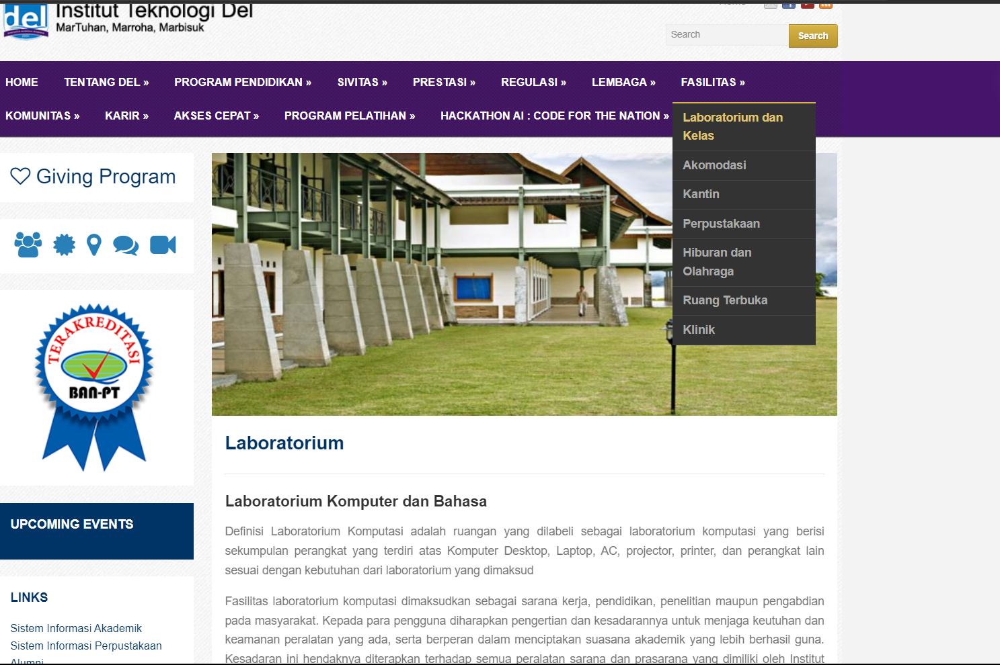 del
Institut Teknologi Del
MarTuhan, Marroha, Marbisuk
Search
Search
HOME
TENTANG DEL »
PROGRAM PENDIDIKAN »
SIVITAS »
PRESTASI »
REGULASI »
LEMBAGA »
FASILITAS »
KOMUNITAS »
KARIR »
AKSES CEPAT »
PROGRAM PELATIHAN »
HACKATHON AI : CODE FOR THE NATION »
Laboratorium dan
Kelas
Akomodasi
Kantin
Perpustakaan
Hiburan dan
Olahraga
Ruang Terbuka
Klinik
Giving Program
TERAKREDITASI
BAN-PT
UPCOMING EVENTS
LINKS
Sistem Informasi Akademik
Sistem Informasi Perpustakaan
Alumni
Laboratorium
Laboratorium Komputer dan Bahasa
Definisi Laboratorium Komputasi adalah ruangan yang dilabeli sebagai laboratorium komputasi yang berisi
sekumpulan perangkat yang terdiri atas Komputer Desktop, Laptop, AC, projector, printer, dan perangkat lain
sesuai dengan kebutuhan dari laboratorium yang dimaksud
Fasilitas laboratorium komputasi dimaksudkan sebagai sarana kerja, pendidikan, penelitian maupun pengabdian
pada masyarakat. Kepada para pengguna diharapkan pengertian dan kesadarannya untuk menjaga keutuhan dan
keamanan peralatan yang ada, serta berperan dalam menciptakan suasana akademik yang lebih berhasil guna.
Kesadaran ini hendaknya diterapkan terhadap semua peralatan sarana dan prasarana yang dimiliki oleh Institut